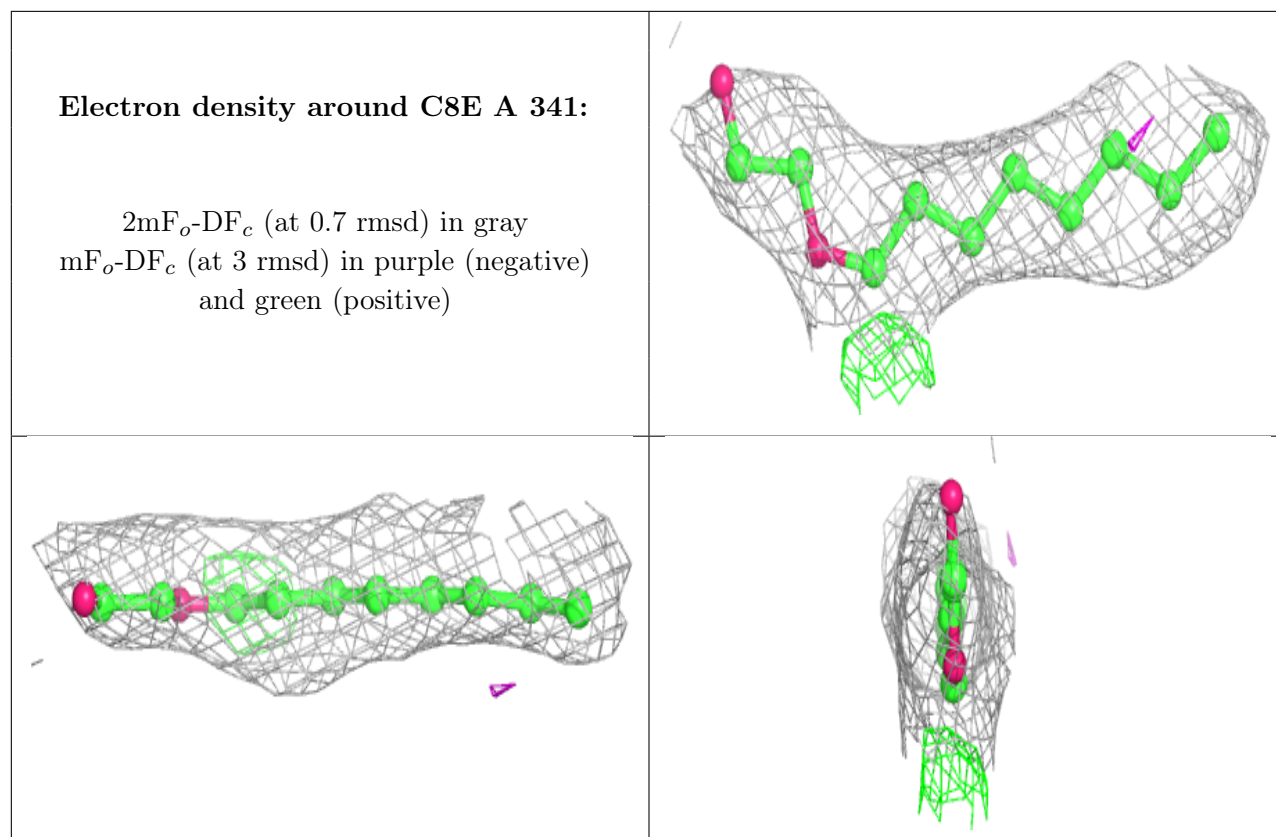 Electron density around C8E A 341:
2mFo-DFc (at 0.7 rmsd) in gray
mFo-DFc (at 3 rmsd) in purple (negative)
and green (positive)